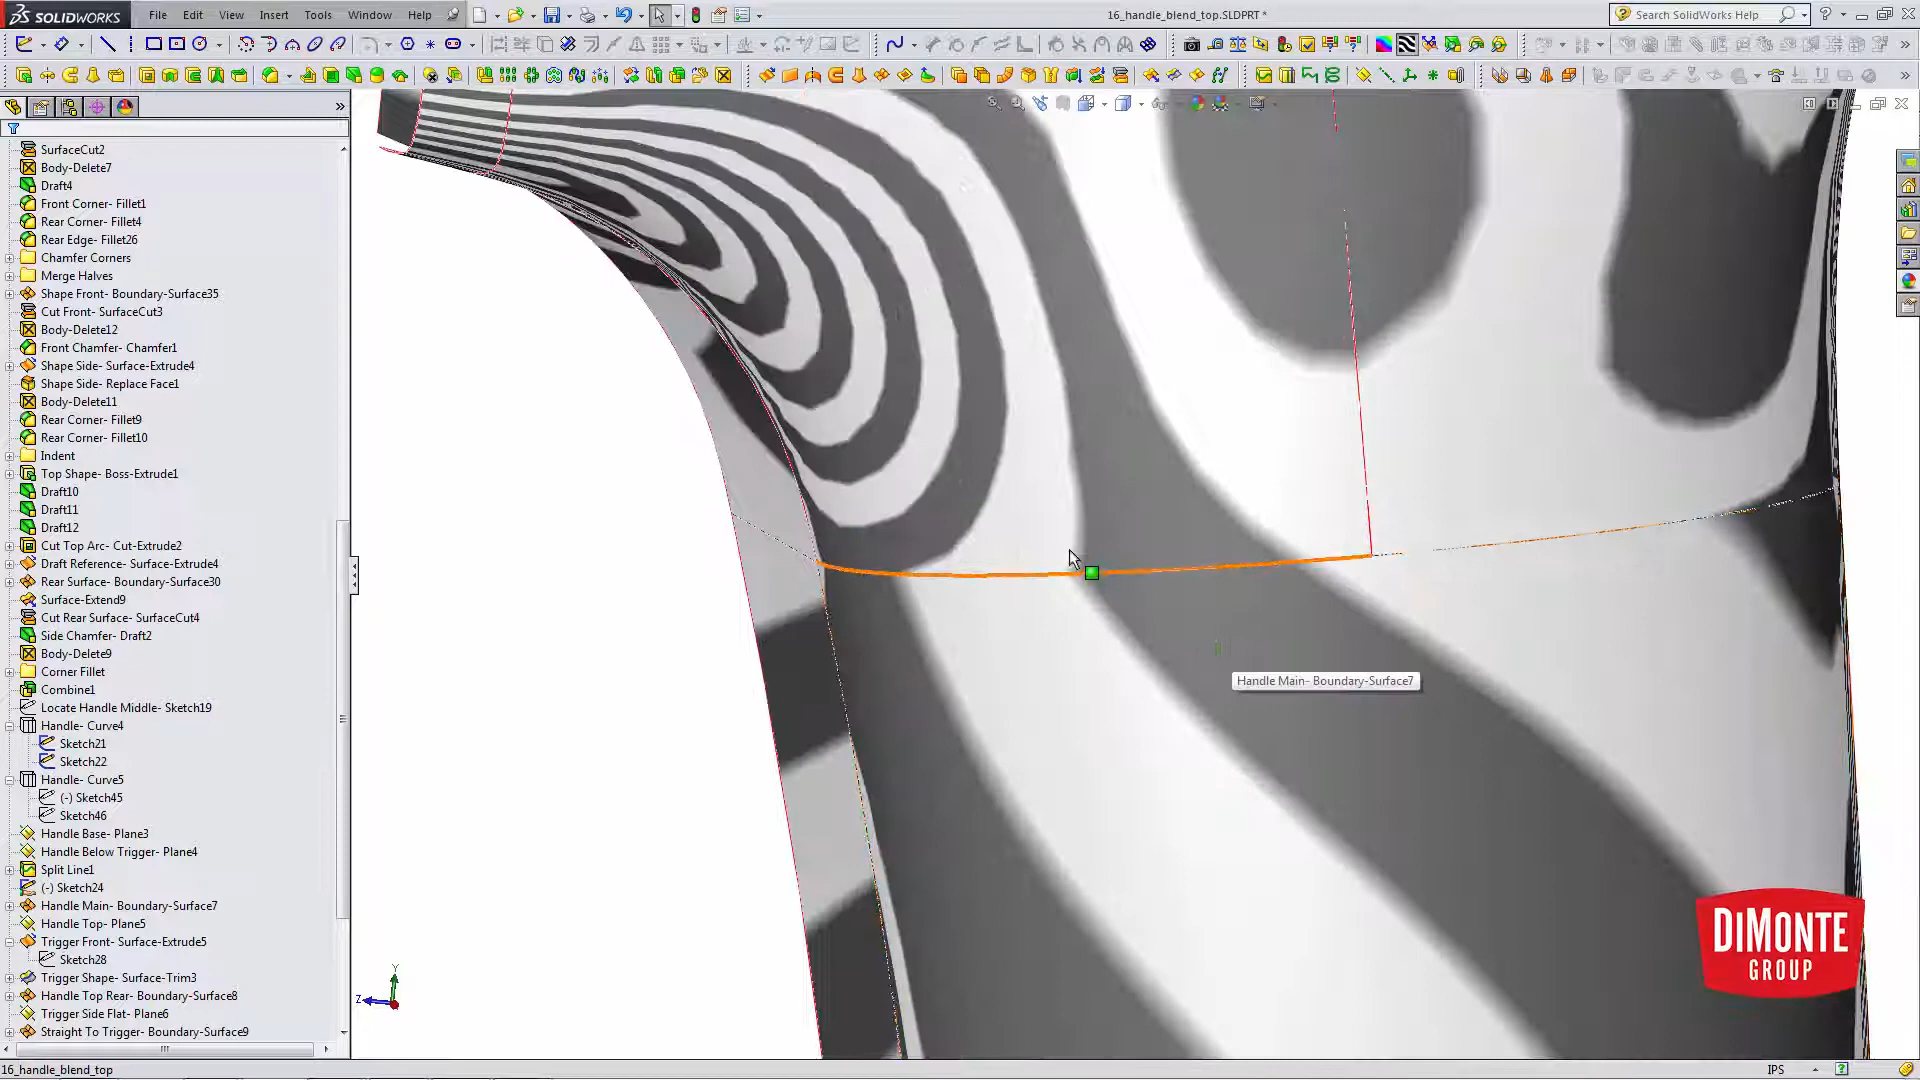 SOLIDWORKS File Edit View Insert Tools Window Help 16_handle_blend_top.SLDPRT * Search SolidWorks Help
SurfaceCut2
Body-Delete7
Draft4
Front Corner- Fillet1
Rear Corner- Fillet4
Rear Edge- Fillet26
Chamfer Corners
Merge Halves
Shape Front- Boundary-Surface35
Cut Front- SurfaceCut3
Body-Delete12
Front Chamfer- Chamfer1
Shape Side- Surface-Extrude4
Shape Side- Replace Face1
Body-Delete11
Rear Corner- Fillet9
Rear Corner- Fillet10
Indent
Top Shape- Boss-Extrude1
Draft10
Draft11
Draft12
Cut Top Arc- Cut-Extrude2
Draft Reference- Surface-Extrude4
Rear Surface- Boundary-Surface30
Surface-Extend9
Cut Rear Surface- SurfaceCut4
Side Chamfer- Draft2
Body-Delete9
Corner Fillet
Combine1
Locate Handle Middle- Sketch19
Handle- Curve4
Sketch21
Sketch22
Handle- Curve5
(-) Sketch45
Sketch46
Handle Base- Plane3
Handle Below Trigger- Plane4
Split Line1
(-) Sketch24
Handle Main- Boundary-Surface7
Handle Top- Plane5
Trigger Front- Surface-Extrude5
Sketch28
Trigger Shape- Surface-Trim3
Handle Top Rear- Boundary-Surface8
Trigger Side Flat- Plane6
Straight To Trigger- Boundary-Surface9
Handle Main- Boundary-Surface7
Y
Z
DIMONTE
GROUP
16_handle_blend_top
IPS